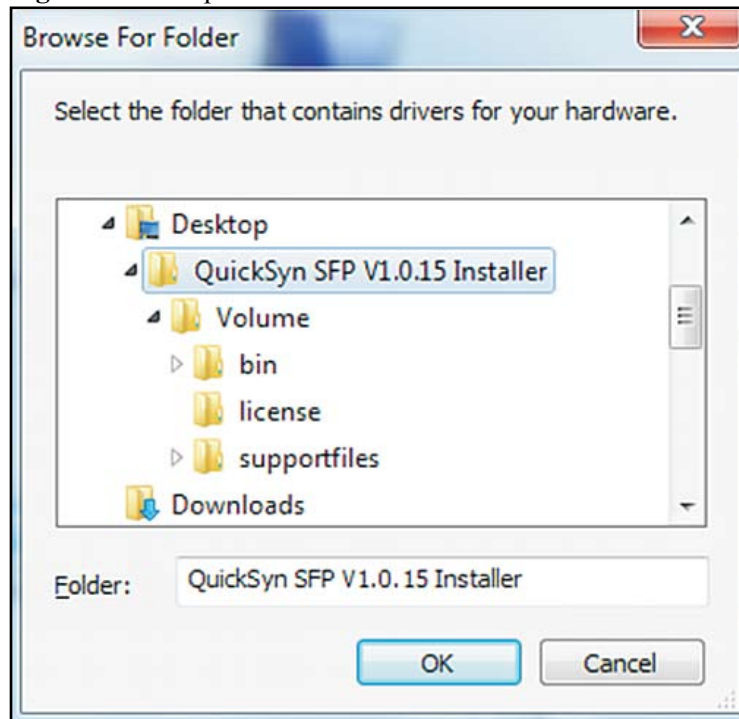 Browse For Folder
Select the folder that contains drivers for your hardware.
Desktop
QuickSyn SFP V1.0.15 Installer
Volume
bin
license
supportfiles
Downloads
Folder: QuickSyn SFP V1.0.15 Installer
OK Cancel